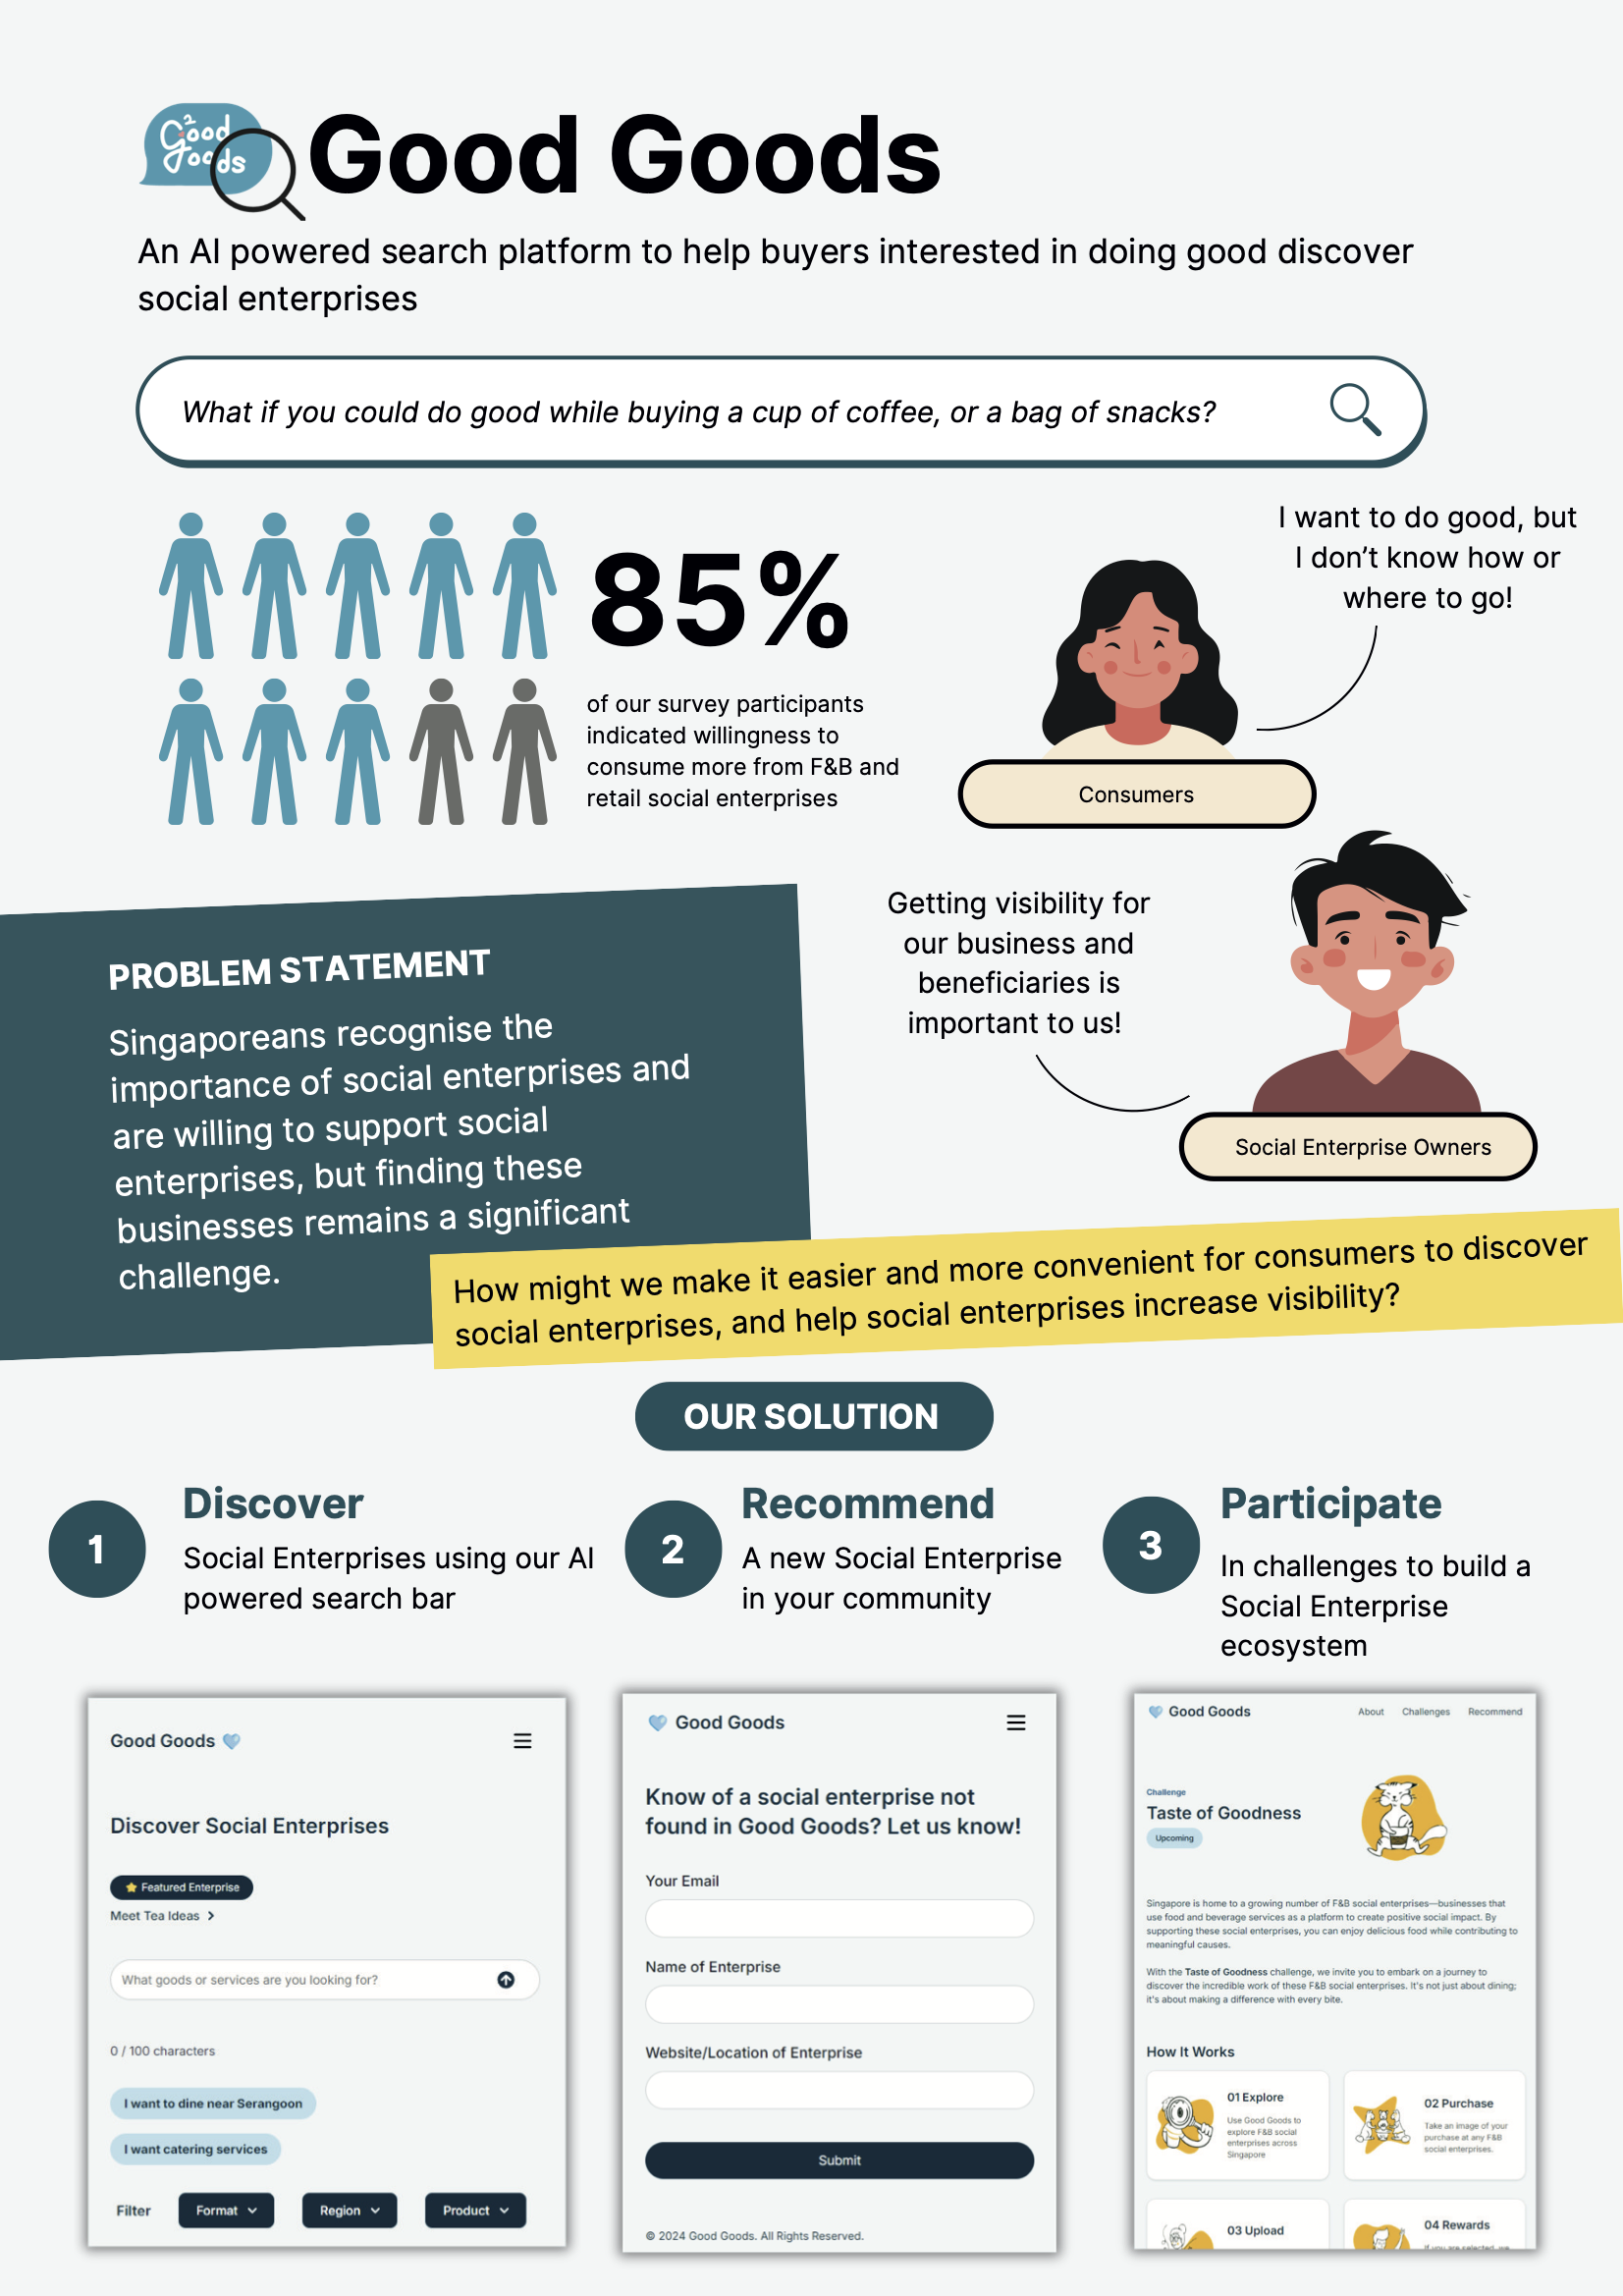 G²ood
Goods
Good Goods
An AI powered search platform to help buyers interested in doing good discover
social enterprises
What if you could do good while buying a cup of coffee, or a bag of snacks?
85%
of our survey participants
indicated willingness to
consume more from F&B and
retail social enterprises
I want to do good, but
I don't know how or
where to go!
Consumers
Getting visibility for
our business and
beneficiaries is
important to us!
Social Enterprise Owners
PROBLEM STATEMENT
Singaporeans recognise the
importance of social enterprises and
are willing to support social
enterprises, but finding these
businesses remains a significant
challenge.
How might we make it easier and more convenient for consumers to discover
social enterprises, and help social enterprises increase visibility?
OUR SOLUTION
1
Discover
Social Enterprises using our AI
powered search bar
2
Recommend
A new Social Enterprise
in your community
3
Participate
In challenges to build a
Social Enterprise
ecosystem
Good Goods
Discover Social Enterprises
Featured Enterprise
Meet Tea Ideas
What goods or services are you looking for?
0 / 100 characters
I want to dine near Serangoon
I want catering services
Filter
Format
Region
Product
Good Goods
Know of a social enterprise not
found in Good Goods? Let us know!
Your Email
Name of Enterprise
Website/Location of Enterprise
Submit
© 2024 Good Goods. All Rights Reserved.
Good Goods
About
Challenges
Recommend
Challenge
Taste of Goodness
Upcoming
Singapore is home to a growing number of F&B social enterprises—businesses that
use food and beverage services as a platform to create positive social impact. By
supporting these social enterprises, you can enjoy delicious food while contributing to
meaningful causes.
With the Taste of Goodness challenge, we invite you to embark on a journey to
discover the incredible work of these F&B social enterprises. It's not just about dining;
it's about making a difference with every bite.
How It Works
01 Explore
Use Good Goods to
explore F&B social
enterprises across
Singapore
02 Purchase
Take an image of your
purchase at any F&B
social enterprises.
03 Upload
04 Rewards
If you are selected, we